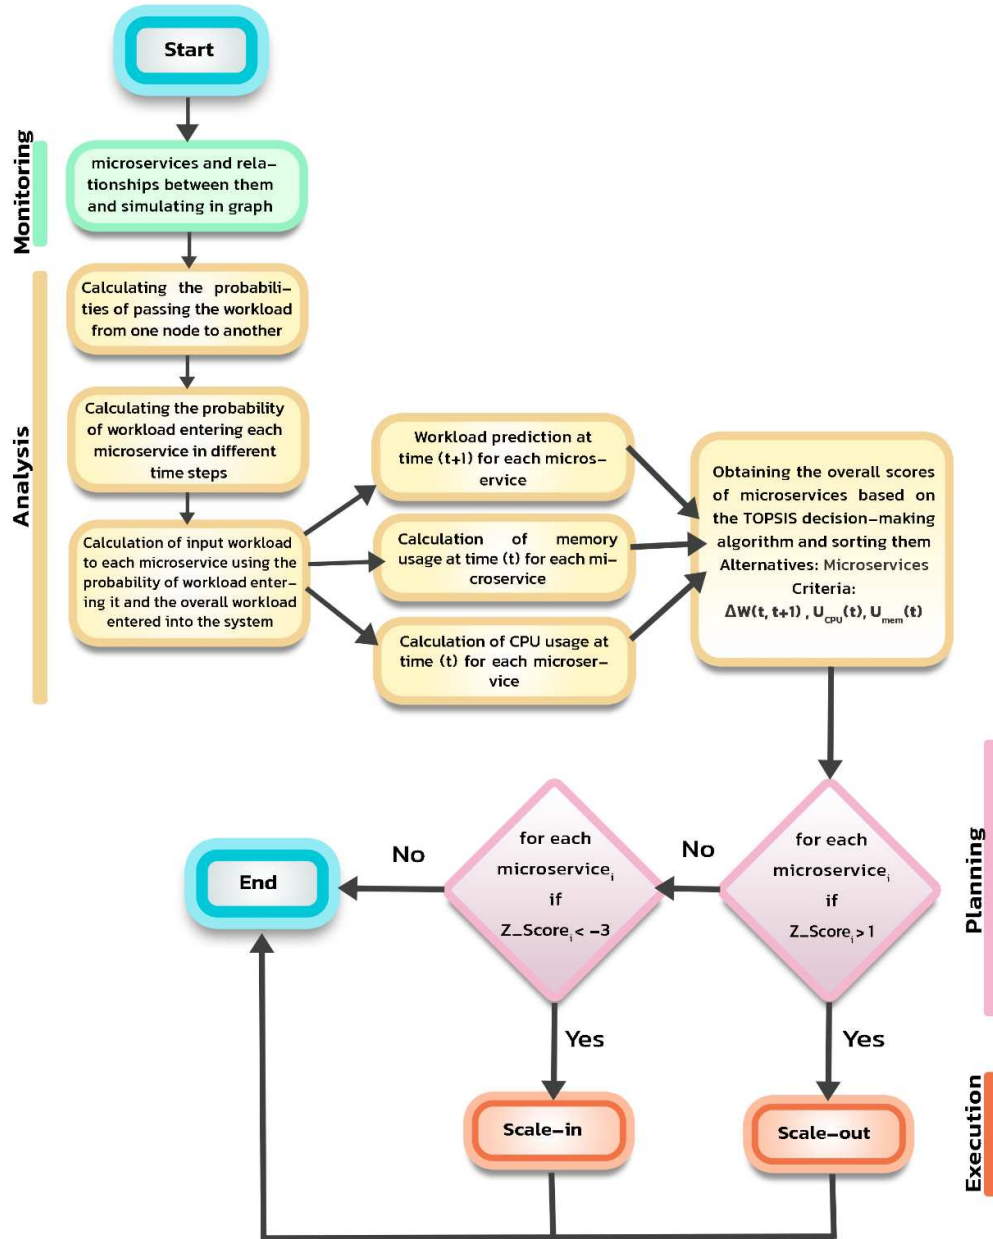 Start
Monitoring
microservices and rela-
tionships between them
and simulating in graph
Analysis
Calculating the probabili-
ties of passing the workload
from one node to another
Calculating the probability
of workload entering each
microservice in different
time steps
Calculation of input workload
to each microservice using the
probability of workload enter-
ing it and the overall workload
entered into the system
Workload prediction at
time (t+1) for each micros-
ervice
Calculation of memory
usage at time (t) for each mi-
croservice
Calculation of CPU usage at
time (t) for each microser-
vice
Obtaining the overall scores
of microservices based on
the TOPSIS decision-making
algorithm and sorting them
Alternatives: Microservices
Criteria:
ΔW(t, t+1) , U_CPU(t), U_mem(t)
Planning
for each
microservice_i
if
Z_Score_i > 1
No
Yes
for each
microservice_i
if
Z_Score_i < -3
No
Yes
End
Execution
Scale-in
Scale-out